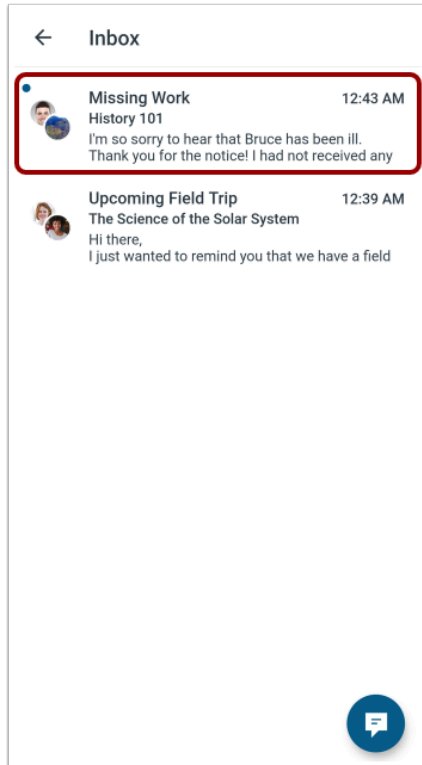 Inbox
Missing Work 12:43 AM
History 101
I'm so sorry to hear that Bruce has been ill.
Thank you for the notice! I had not received any
Upcoming Field Trip 12:39 AM
The Science of the Solar System
Hi there,
I just wanted to remind you that we have a field